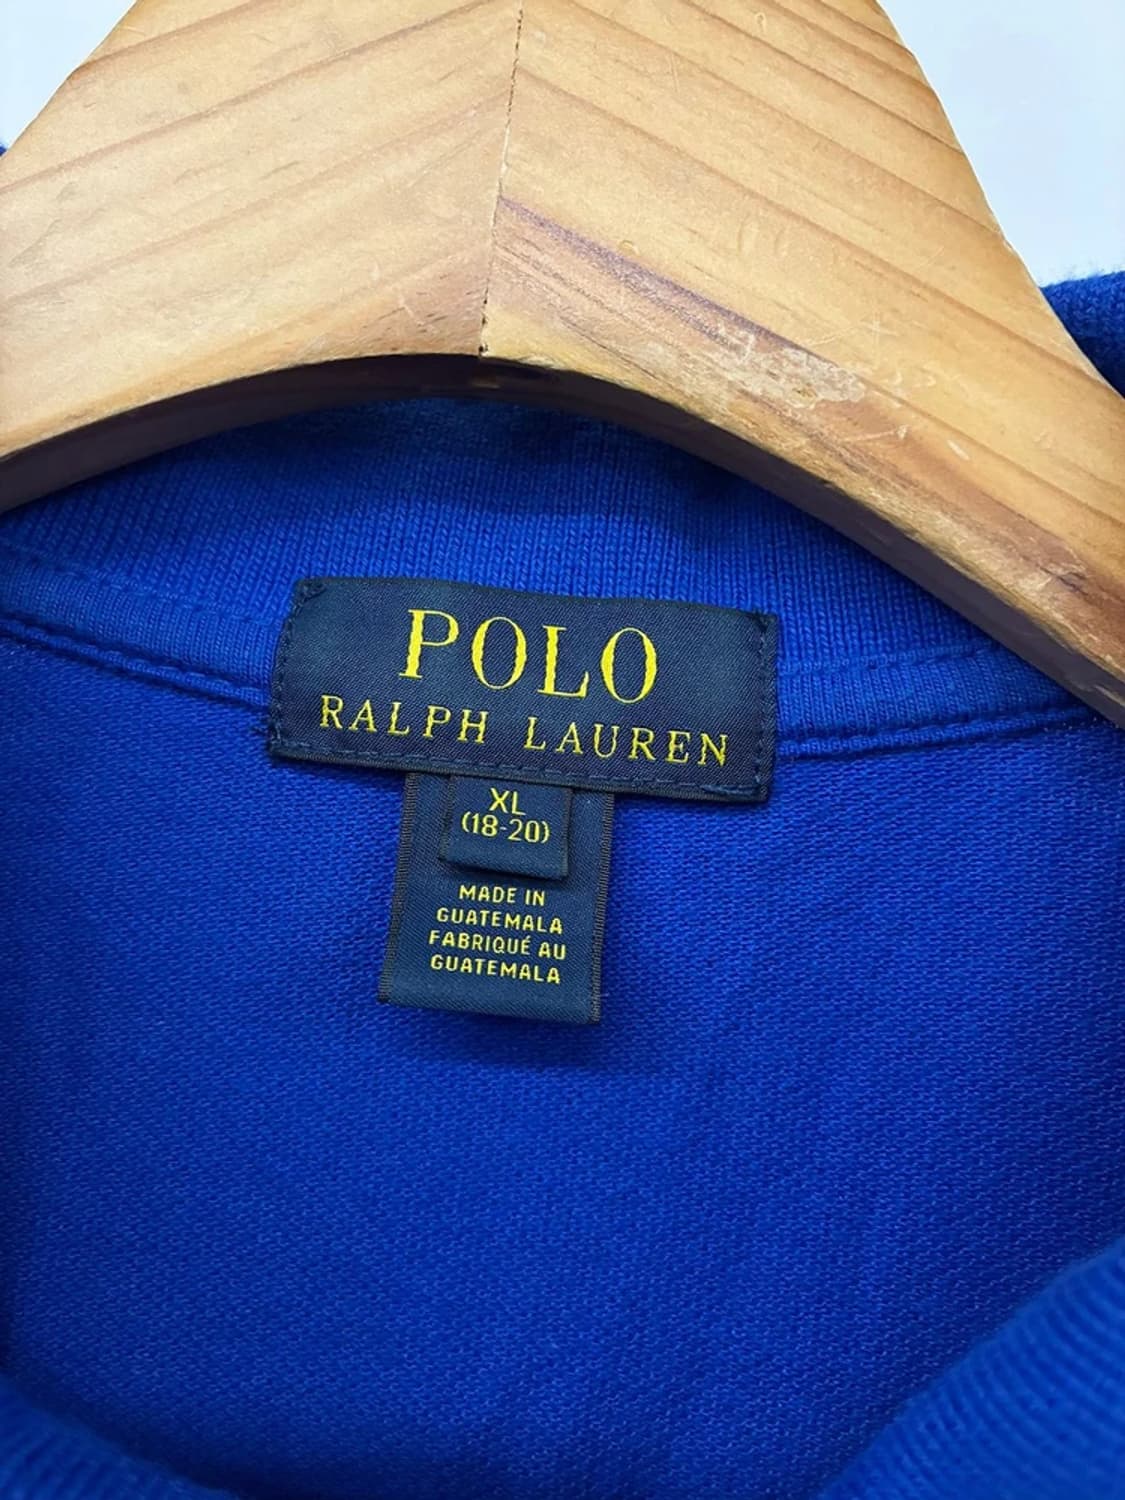 POLO
RALPH LAUREN
XL
(18-20)
MADE IN
GUATEMALA
FABRIQUÉ AU
GUATEMALA